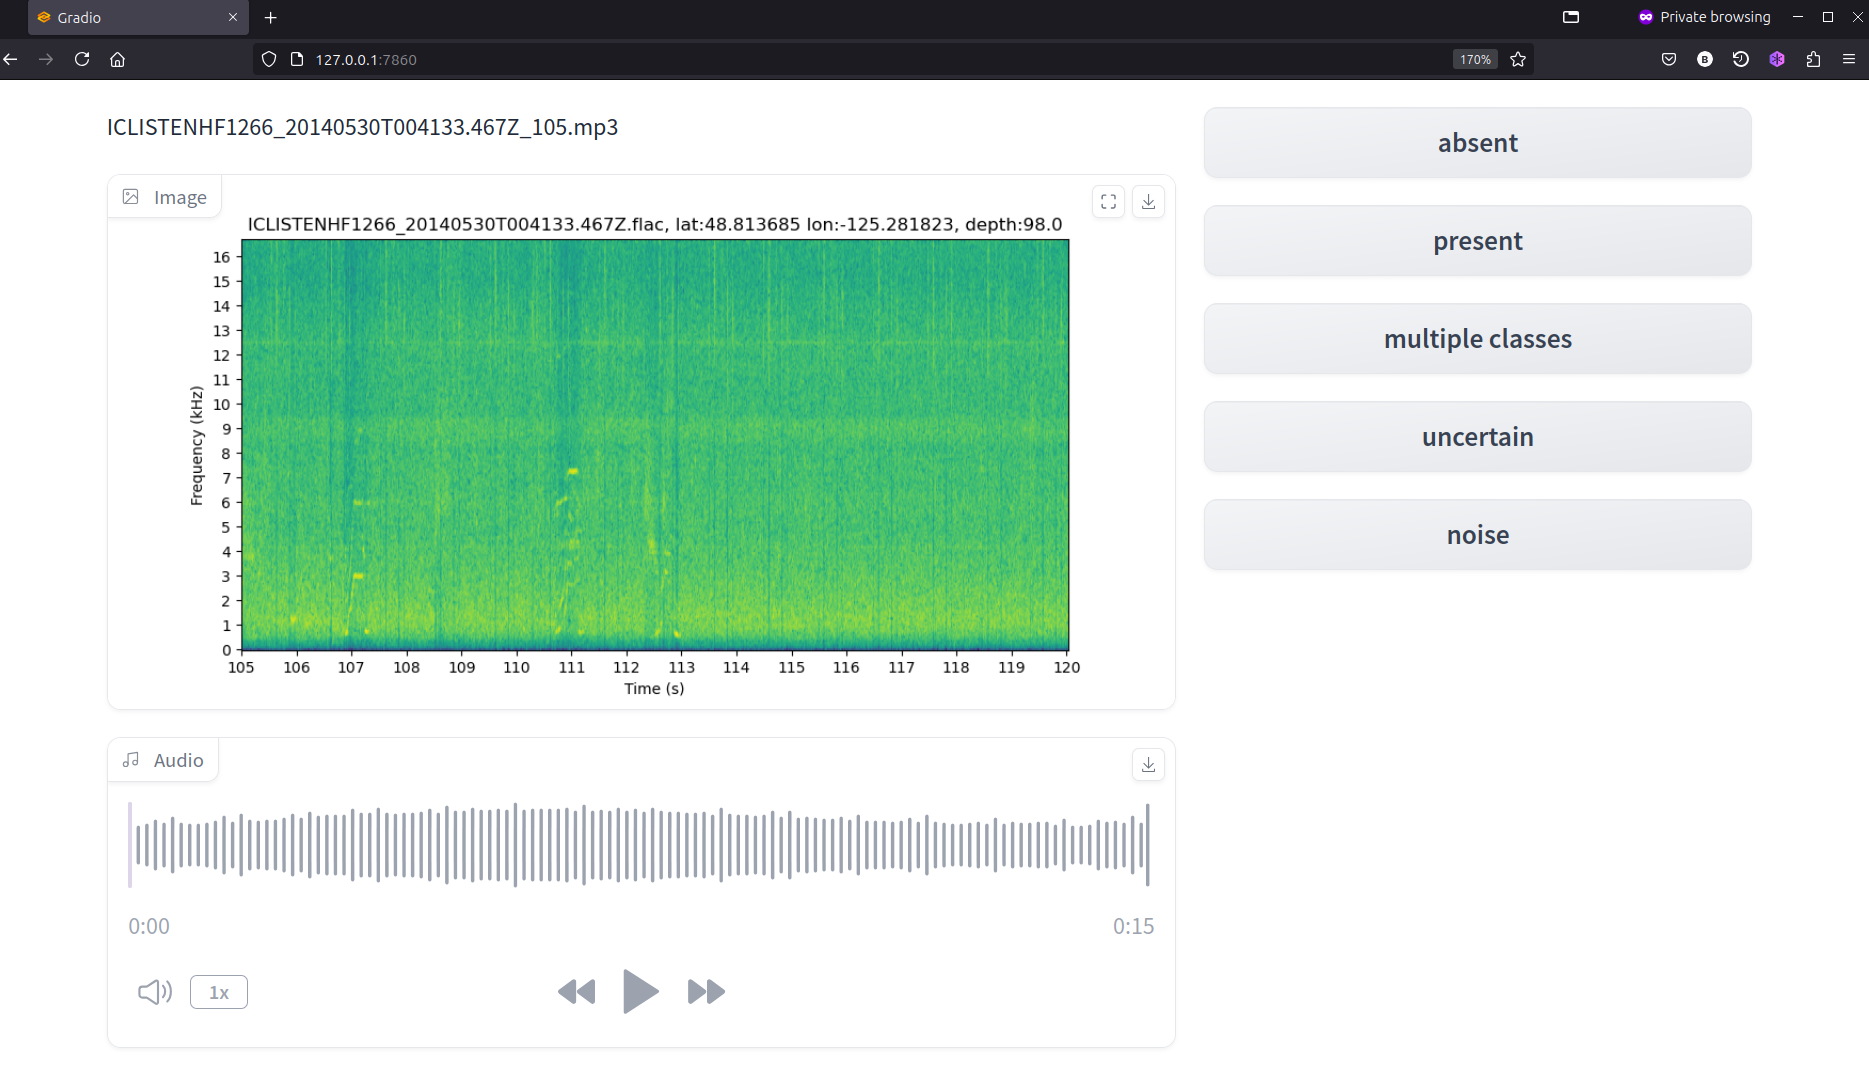 Gradio
Private browsing
127.0.0.1:7860
170%
ICLISTENHF1266_20140530T004133.467Z_105.mp3
Image
ICLISTENHF1266_20140530T004133.467Z.flac, lat:48.813685 lon:-125.281823, depth:98.0
16
15
14
13
12
11
10
9
8
7
6
5
4
3
2
1
0
Frequency (kHz)
105 106 107 108 109 110 111 112 113 114 115 116 117 118 119 120
Time (s)
Audio
0:00
0:15
1x
absent
present
multiple classes
uncertain
noise